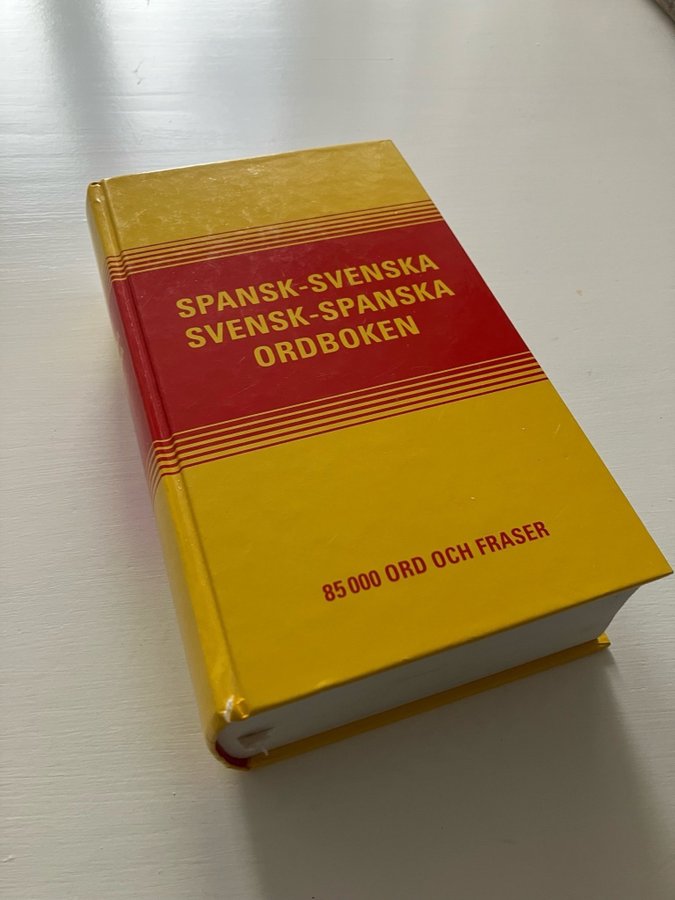 SPANSK-SVENSKA
SVENSK-SPANSKA
ORDBOKEN
85 000 ORD OCH FRASER